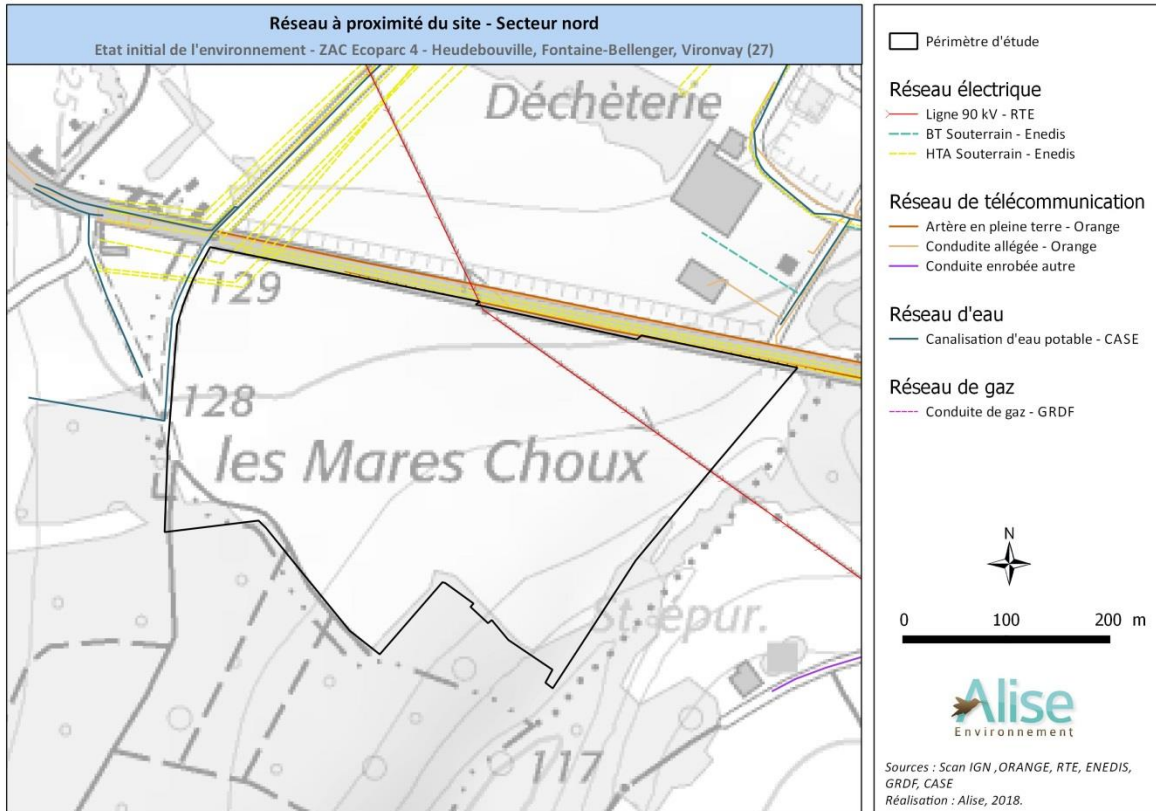 Réseau à proximité du site - Secteur nord
Etat initial de l'environnement - ZAC Ecoparc 4 - Heudebouville, Fontaine-Bellenger, Vironvay (27)
25
Déchèterie
129
128
les Mares Choux
St. épur.
117
Périmètre d'étude
Réseau électrique
Ligne 90 kV - RTE
BT Souterrain - Enedis
HTA Souterrain - Enedis
Réseau de télécommunication
Artère en pleine terre - Orange
Condudite allégée - Orange
Conduite enrobée autre
Réseau d'eau
Canalisation d'eau potable - CASE
Réseau de gaz
Conduite de gaz - GRDF
N
0 100 200 m
Alise
Environnement
Sources : Scan IGN ,ORANGE, RTE, ENEDIS,
GRDF, CASE
Réalisation : Alise, 2018.